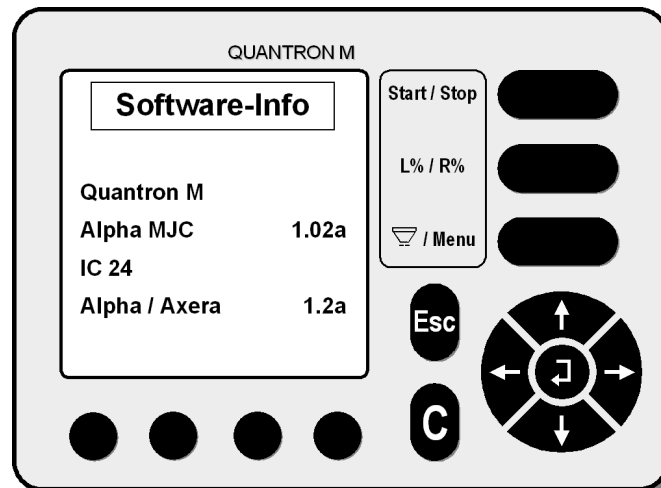 QUANTRON M
Software-Info
Quantron M
Alpha MJC 1.02a
IC 24
Alpha / Axera 1.2a
Start / Stop
L% / R%
/ Menu
Esc
C